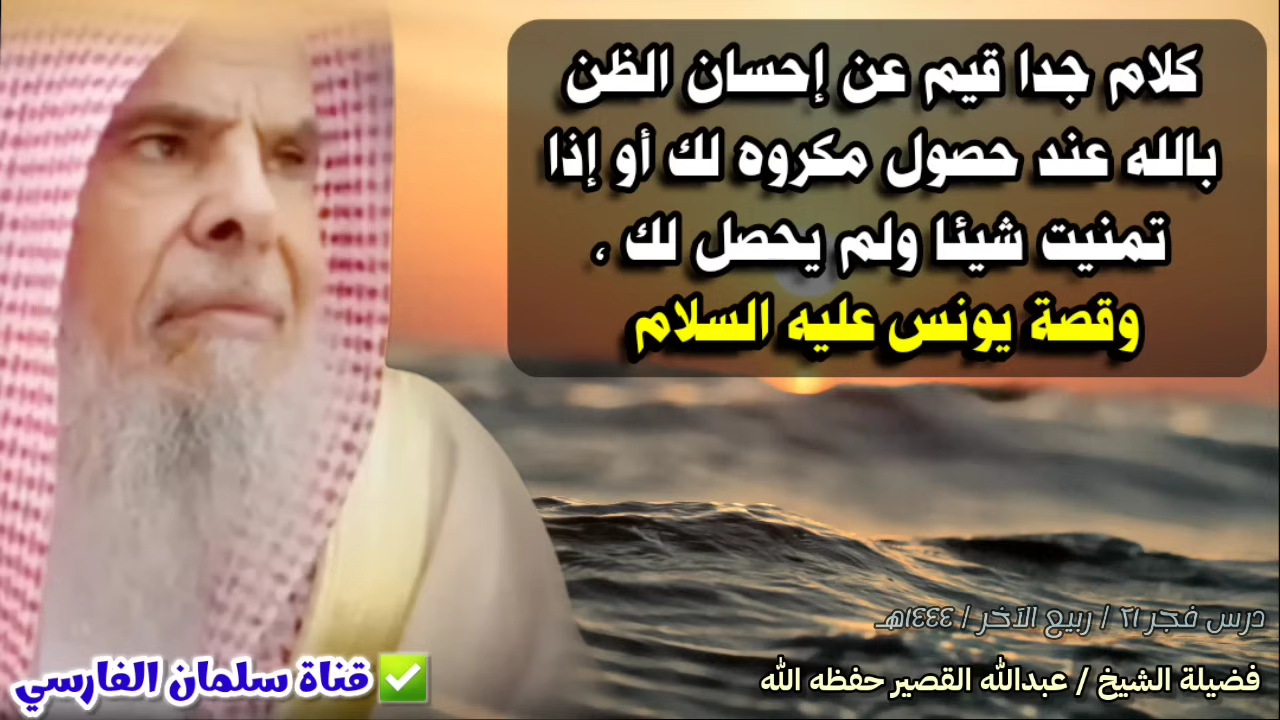 كلام جدا قيم عن إحسان الظن
بالله عند حصول مكروه لك أو إذا
تمنيت شيئا ولم يحصل لك ،
وقصة يونس عليه السلام
درس فجر ٢١ / ربيع الآخر / ١٤٤٤هـ
فضيلة الشيخ / عبدالله القصير حفظه الله
قناة سلمان الفارسي